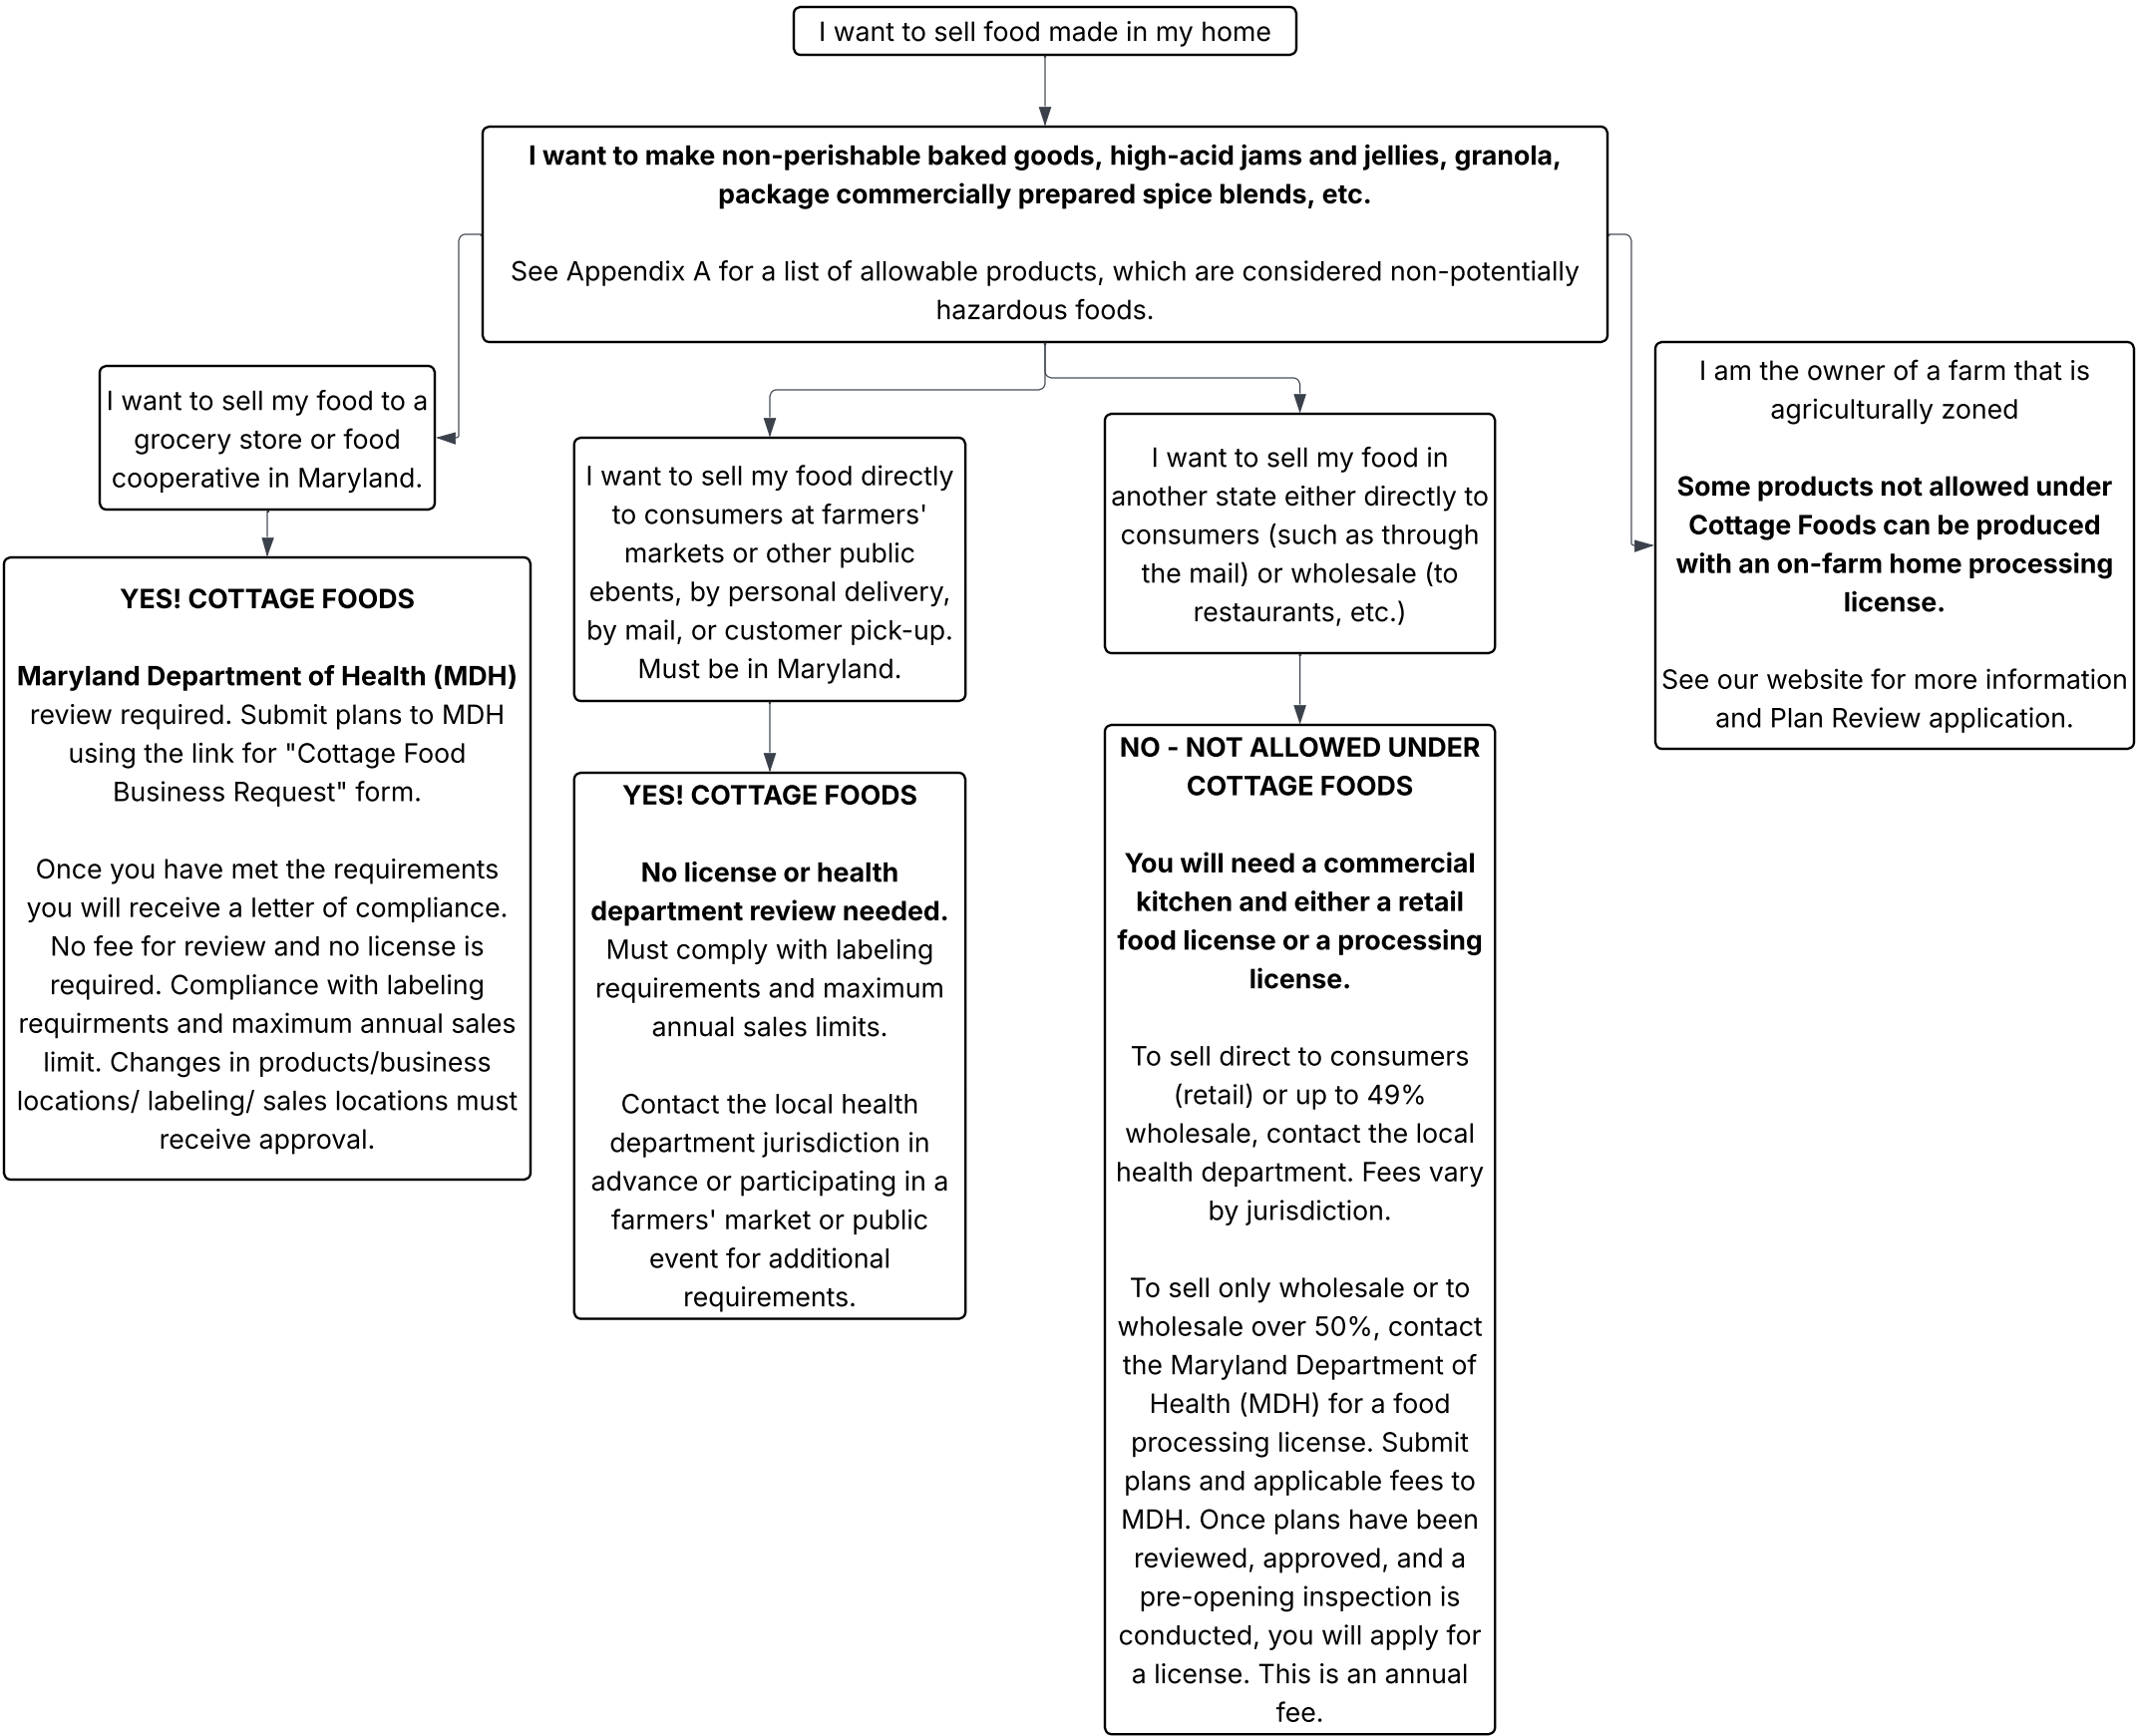 I want to sell food made in my home
I want to make non-perishable baked goods, high-acid jams and jellies, granola,
package commercially prepared spice blends, etc.
See Appendix A for a list of allowable products, which are considered non-potentially
hazardous foods.
I want to sell my food to a
grocery store or food
cooperative in Maryland.
YES! COTTAGE FOODS
Maryland Department of Health (MDH)
review required. Submit plans to MDH
using the link for "Cottage Food
Business Request" form.
Once you have met the requirements
you will receive a letter of compliance.
No fee for review and no license is
required. Compliance with labeling
requirments and maximum annual sales
limit. Changes in products/business
locations/ labeling/ sales locations must
receive approval.
I want to sell my food directly
to consumers at farmers'
markets or other public
ebents, by personal delivery,
by mail, or customer pick-up.
Must be in Maryland.
YES! COTTAGE FOODS
No license or health
department review needed.
Must comply with labeling
requirements and maximum
annual sales limits.
Contact the local health
department jurisdiction in
advance or participating in a
farmers' market or public
event for additional
requirements.
I want to sell my food in
another state either directly to
consumers (such as through
the mail) or wholesale (to
restaurants, etc.)
NO - NOT ALLOWED UNDER
COTTAGE FOODS
You will need a commercial
kitchen and either a retail
food license or a processing
license.
To sell direct to consumers
(retail) or up to 49%
wholesale, contact the local
health department. Fees vary
by jurisdiction.
To sell only wholesale or to
wholesale over 50%, contact
the Maryland Department of
Health (MDH) for a food
processing license. Submit
plans and applicable fees to
MDH. Once plans have been
reviewed, approved, and a
pre-opening inspection is
conducted, you will apply for
a license. This is an annual
fee.
I am the owner of a farm that is
agriculturally zoned
Some products not allowed under
Cottage Foods can be produced
with an on-farm home processing
license.
See our website for more information
and Plan Review application.